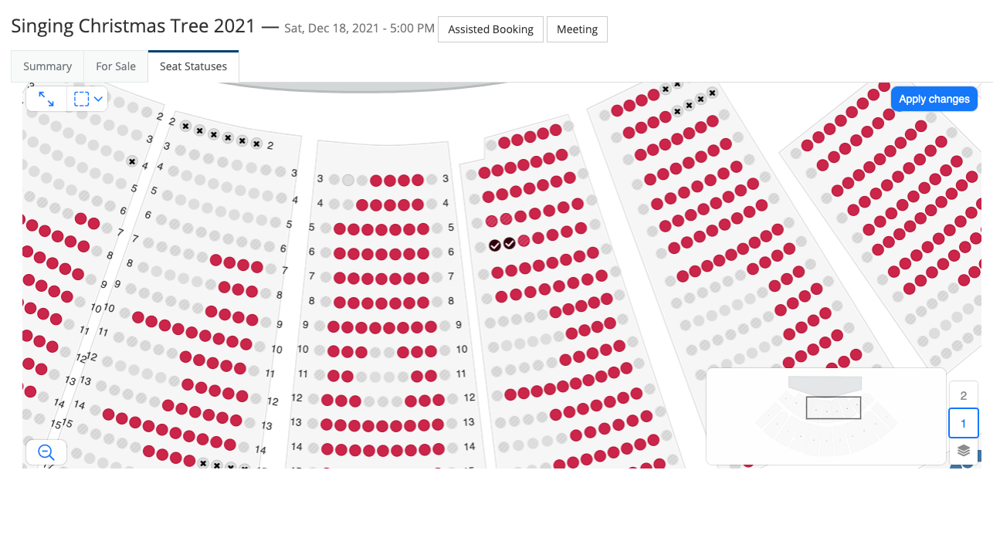 Singing Christmas Tree 2021 — Sat, Dec 18, 2021 - 5:00 PM Assisted Booking Meeting
Summary For Sale Seat Statuses
Apply changes
2 2 2
3 3 3
4 4 4
5 5 5
6 6 6
7 7 7
8 8 8
9 9 9
10 10 10
11 11 11
12 12 12
13 13 13
14 14 14
15 15
3 3
4 4
5 5
6 6
7 7
8 8
9 9
10 10
11 11
12 12
13 13
14 14
2
1